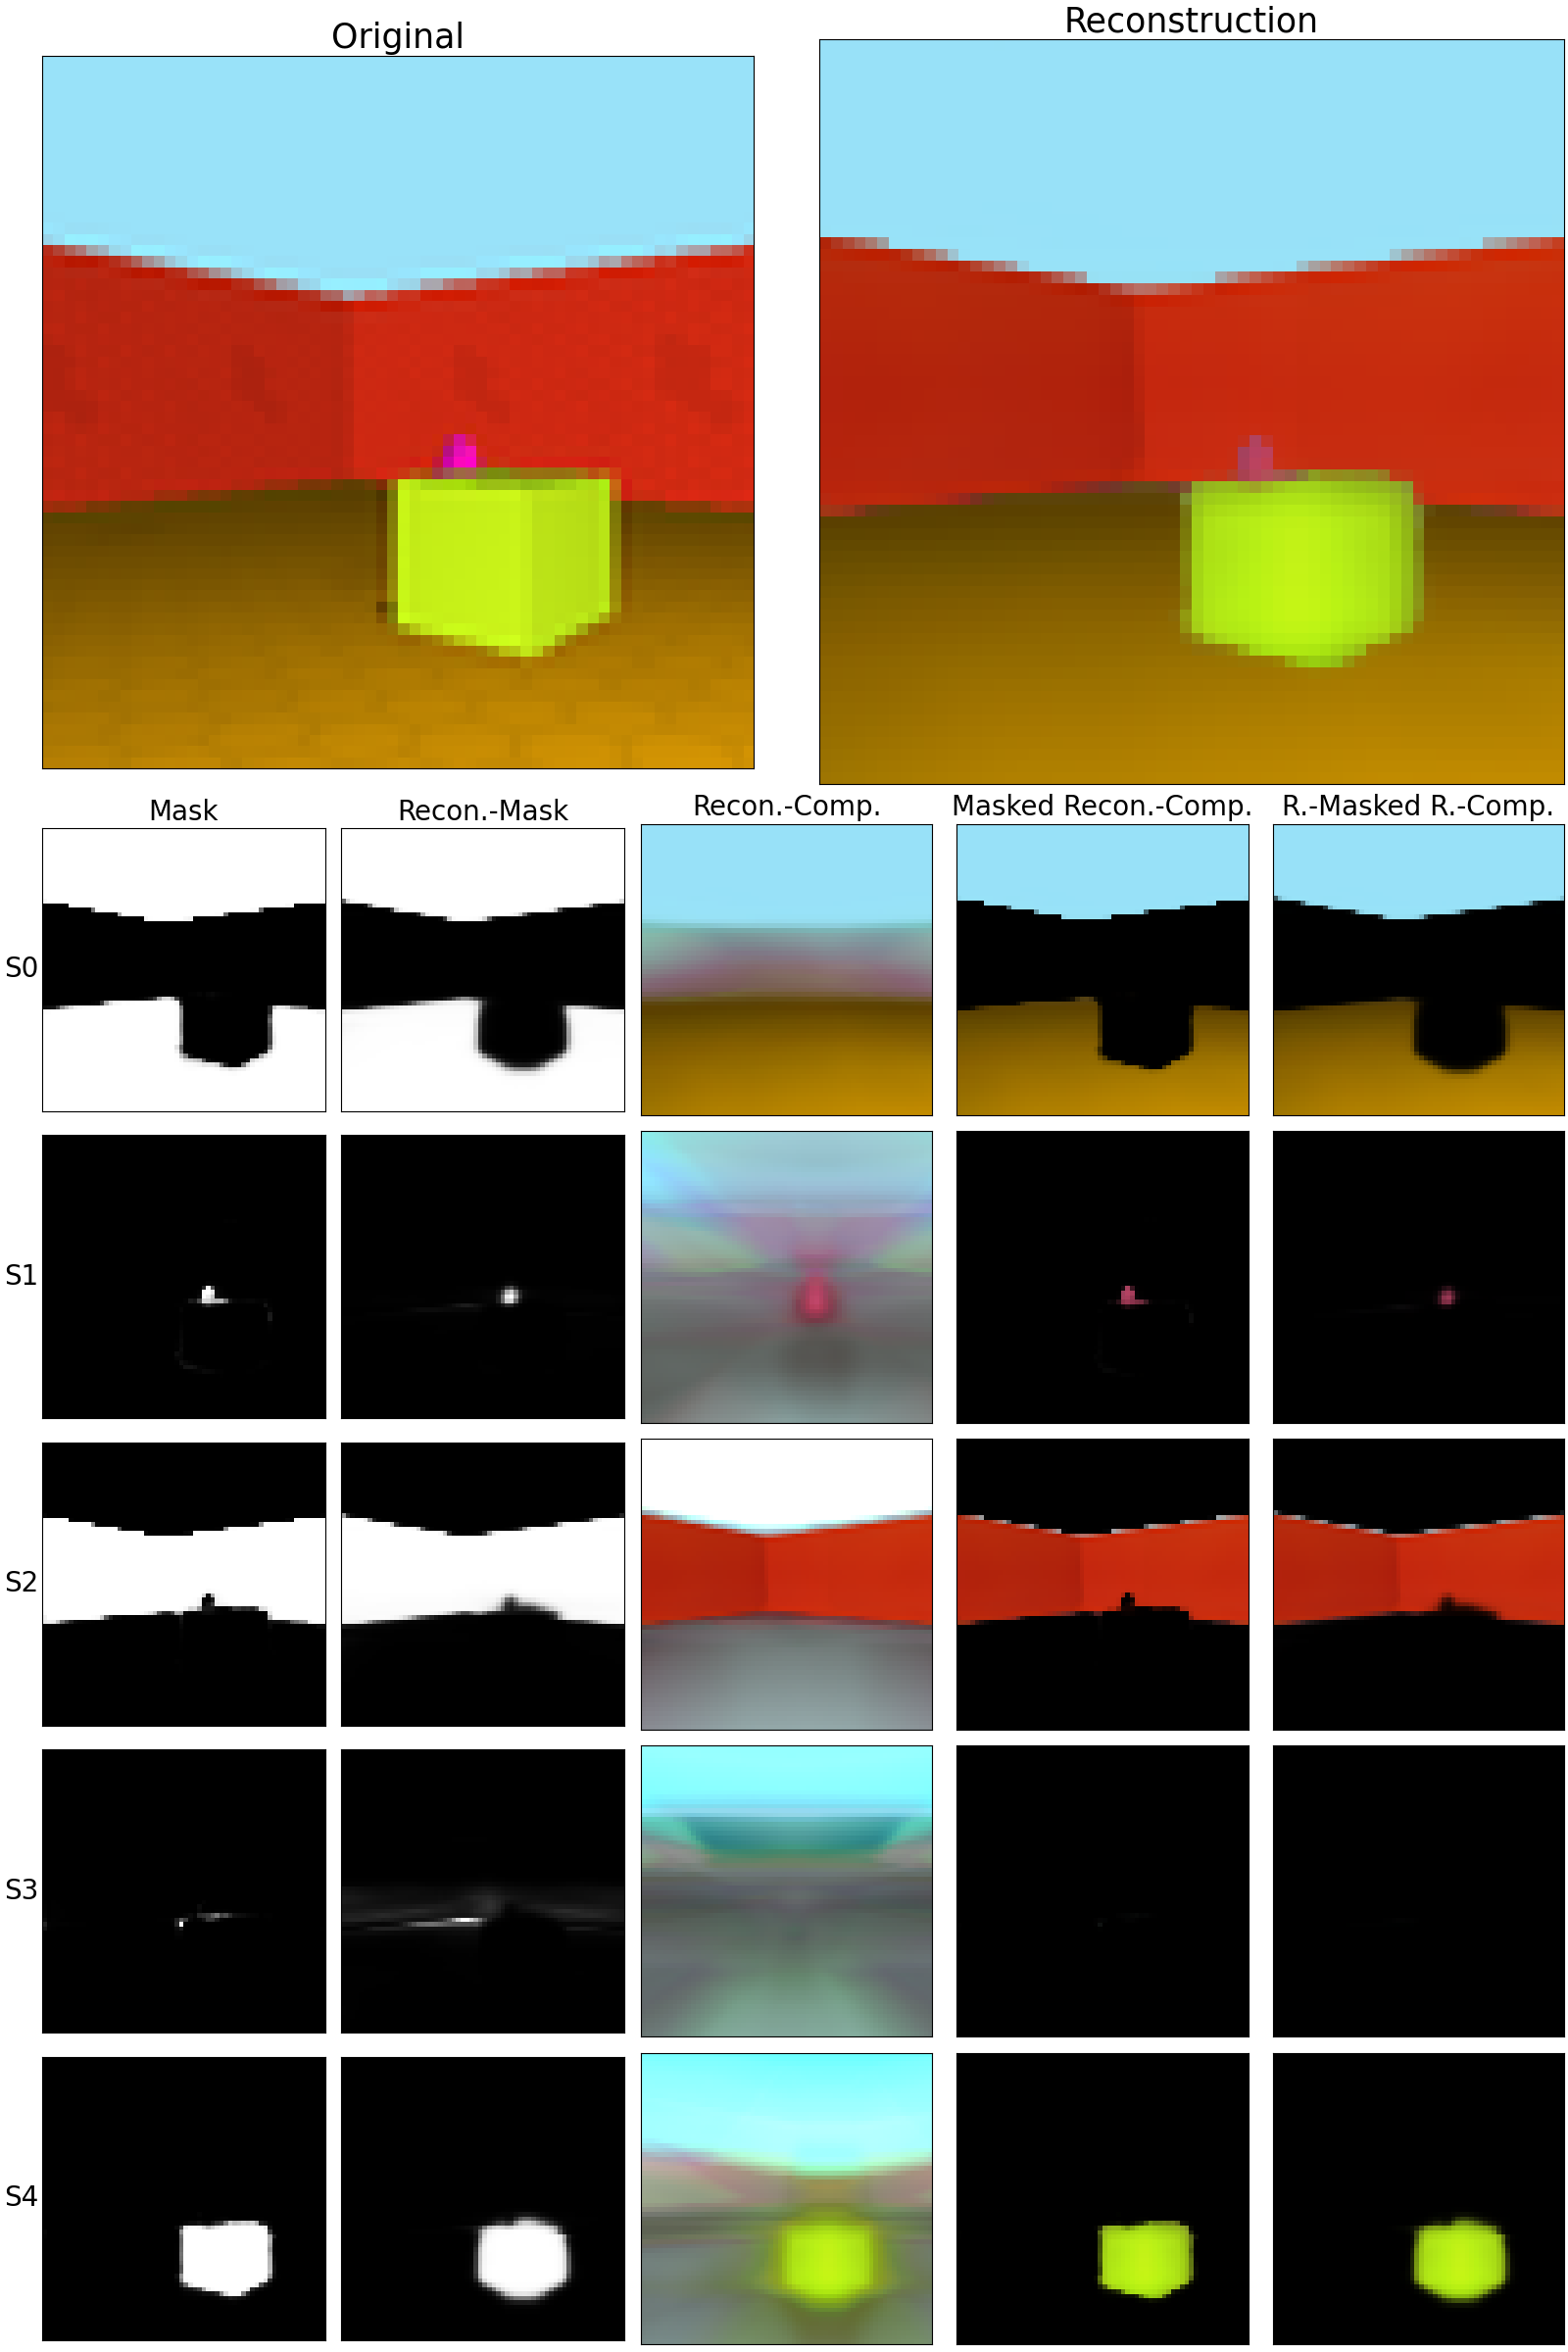 Original
Reconstruction
Mask
Recon.-Mask
Recon.-Comp.
Masked Recon.-Comp.
R.-Masked R.-Comp.
S0
S1
S2
S3
S4